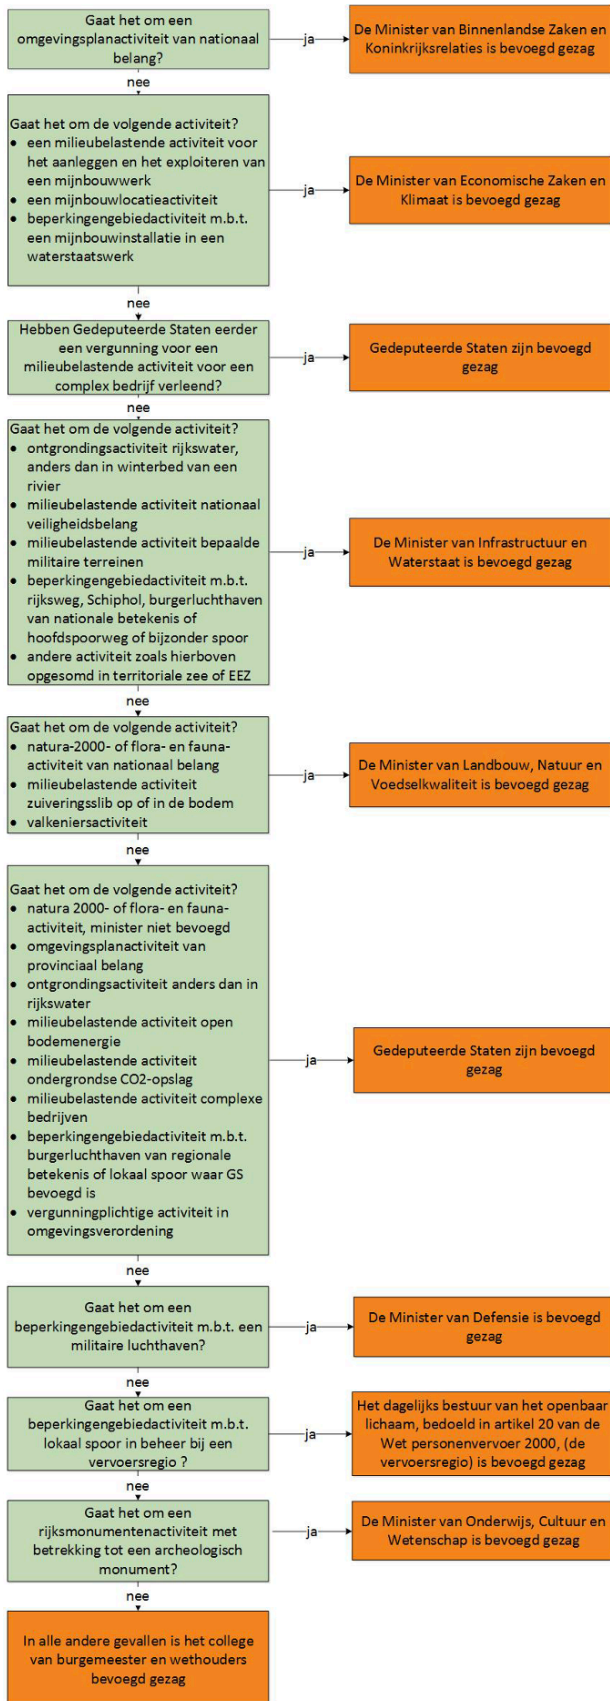 Gaat het om een
omgevingsplanactiviteit van nationaal
belang?
ja
De Minister van Binnenlandse Zaken en
Koninkrijksrelaties is bevoegd gezag
nee
Gaat het om de volgende activiteit?
• een milieubelastende activiteit voor
het aanleggen en het exploiteren van
een mijnbouwwerk
• een mijnbouwlocatieactiviteit
• beperkingengebiedactiviteit m.b.t.
een mijnbouwinstallatie in een
waterstaatswerk
ja
De Minister van Economische Zaken en
Klimaat is bevoegd gezag
nee
Hebben Gedeputeerde Staten eerder
een vergunning voor een
milieubelastende activiteit voor een
complex bedrijf verleend?
ja
Gedeputeerde Staten zijn bevoegd
gezag
nee
Gaat het om de volgende activiteit?
• ontgrondingsactiviteit rijkswater,
anders dan in winterbed van een
rivier
• milieubelastende activiteit nationaal
veiligheidsbelang
• milieubelastende activiteit bepaalde
militaire terreinen
• beperkingengebiedactiviteit m.b.t.
rijksweg, Schiphol, burgerluchthaven
van nationale betekenis of
hoofdspoorweg of bijzonder spoor
• andere activiteit zoals hierboven
opgesomd in territoriale zee of EEZ
ja
De Minister van Infrastructuur en
Waterstaat is bevoegd gezag
nee
Gaat het om de volgende activiteit?
• natura-2000- of flora- en fauna-
activiteit van nationaal belang
• milieubelastende activiteit
zuiveringsslib op of in de bodem
• valkeniersactiviteit
ja
De Minister van Landbouw, Natuur en
Voedselkwaliteit is bevoegd gezag
nee
Gaat het om de volgende activiteit?
• natura 2000- of flora- en fauna-
activiteit, minister niet bevoegd
• omgevingsplanactiviteit van
provinciaal belang
• ontgrondingsactiviteit anders dan in
rijkswater
• milieubelastende activiteit open
bodemenergie
• milieubelastende activiteit
ondergrondse CO2-opslag
• milieubelastende activiteit complexe
bedrijven
• beperkingengebiedactiviteit m.b.t.
burgerluchthaven van regionale
betekenis of lokaal spoor waar GS
bevoegd is
• vergunningplichtige activiteit in
omgevingsverordening
ja
Gedeputeerde Staten zijn bevoegd
gezag
nee
Gaat het om een
beperkingengebiedactiviteit m.b.t. een
militaire luchthaven?
ja
De Minister van Defensie is bevoegd
gezag
nee
Gaat het om een
beperkingengebiedactiviteit m.b.t.
lokaal spoor in beheer bij een
vervoersregio ?
ja
Het dagelijks bestuur van het openbaar
lichaam, bedoeld in artikel 20 van de
Wet personenvervoer 2000, (de
vervoersregio) is bevoegd gezag
nee
Gaat het om een
rijksmonumentenactiviteit met
betrekking tot een archeologisch
monument?
ja
De Minister van Onderwijs, Cultuur en
Wetenschap is bevoegd gezag
nee
In alle andere gevallen is het college
van burgemeester en wethouders
bevoegd gezag